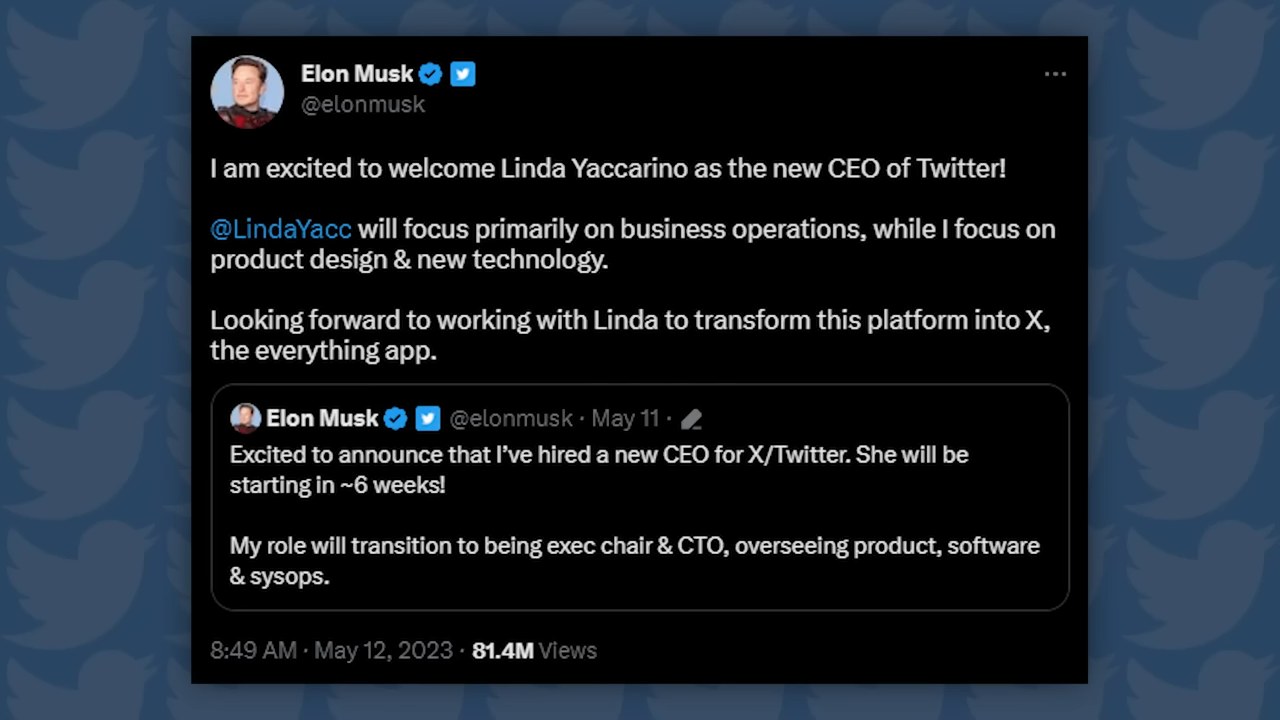 Elon Musk
@elonmusk
I am excited to welcome Linda Yaccarino as the new CEO of Twitter!
@LindaYacc will focus primarily on business operations, while I focus on
product design & new technology.
Looking forward to working with Linda to transform this platform into X,
the everything app.
Elon Musk @elonmusk · May 11 ·
Excited to announce that I’ve hired a new CEO for X/Twitter. She will be
starting in ~6 weeks!
My role will transition to being exec chair & CTO, overseeing product, software
& sysops.
8:49 AM · May 12, 2023 · 81.4M Views